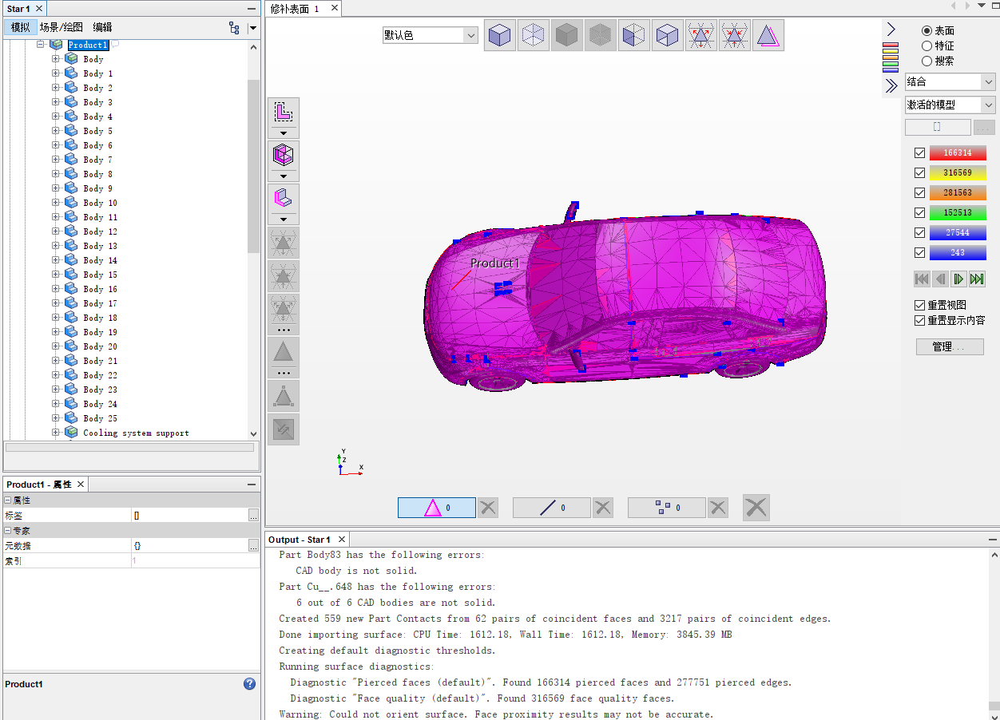 Star 1
模拟 场景/绘图 编辑
Product1
Body
Body 1
Body 2
Body 3
Body 4
Body 5
Body 6
Body 7
Body 8
Body 9
Body 10
Body 11
Body 12
Body 13
Body 14
Body 15
Body 16
Body 17
Body 18
Body 19
Body 20
Body 21
Body 22
Body 23
Body 24
Body 25
Cooling system support
Product1 - 属性
属性
标签 []
专家
元数据 {}
索引 1
Product1
修补表面 1
默认色
Product1
Y
Z
X
0 0 0
表面
特征
搜索
结合
激活的模型
[]
...
166314
316569
281563
152513
27544
243
重置视图
重置显示内容
管理...
Output - Star 1
Part Body83 has the following errors:
CAD body is not solid.
Part Cu__.648 has the following errors:
6 out of 6 CAD bodies are not solid.
Created 559 new Part Contacts from 62 pairs of coincident faces and 3217 pairs of coincident edges.
Done importing surface: CPU Time: 1612.18, Wall Time: 1612.18, Memory: 3845.39 MB
Creating default diagnostic thresholds.
Running surface diagnostics:
Diagnostic "Pierced faces (default)". Found 166314 pierced faces and 277751 pierced edges.
Diagnostic "Face quality (default)". Found 316569 face quality faces.
Warning: Could not orient surface. Face proximity results may not be accurate.